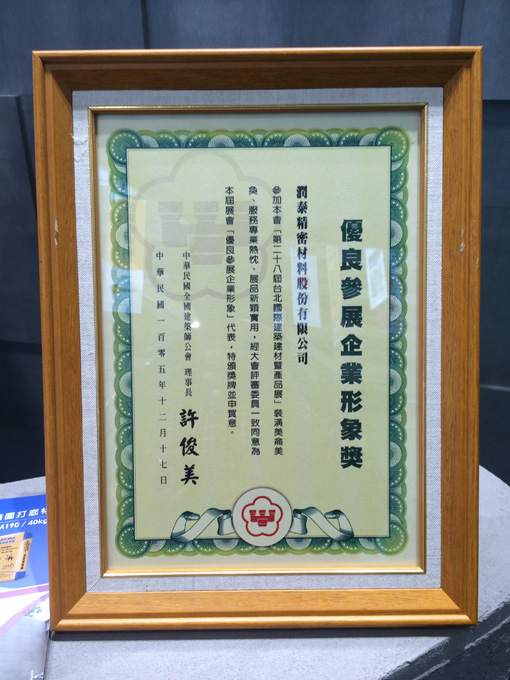 優良參展企業形象獎
潤泰精密材料股份有限公司
參加本會「第二十八屆台北國際建築建材暨產品展」裝潢美侖美
奐、服務專業熱忱、展品新穎實用，經大會評審委員一致同意為
本屆展會「優良參展企業形象」代表，特頒獎牌並申賀意。
中華民國全國建築師公會 理事長 許俊美
中華民國一百零五年十二月十七日
打底
A190 / 40kg